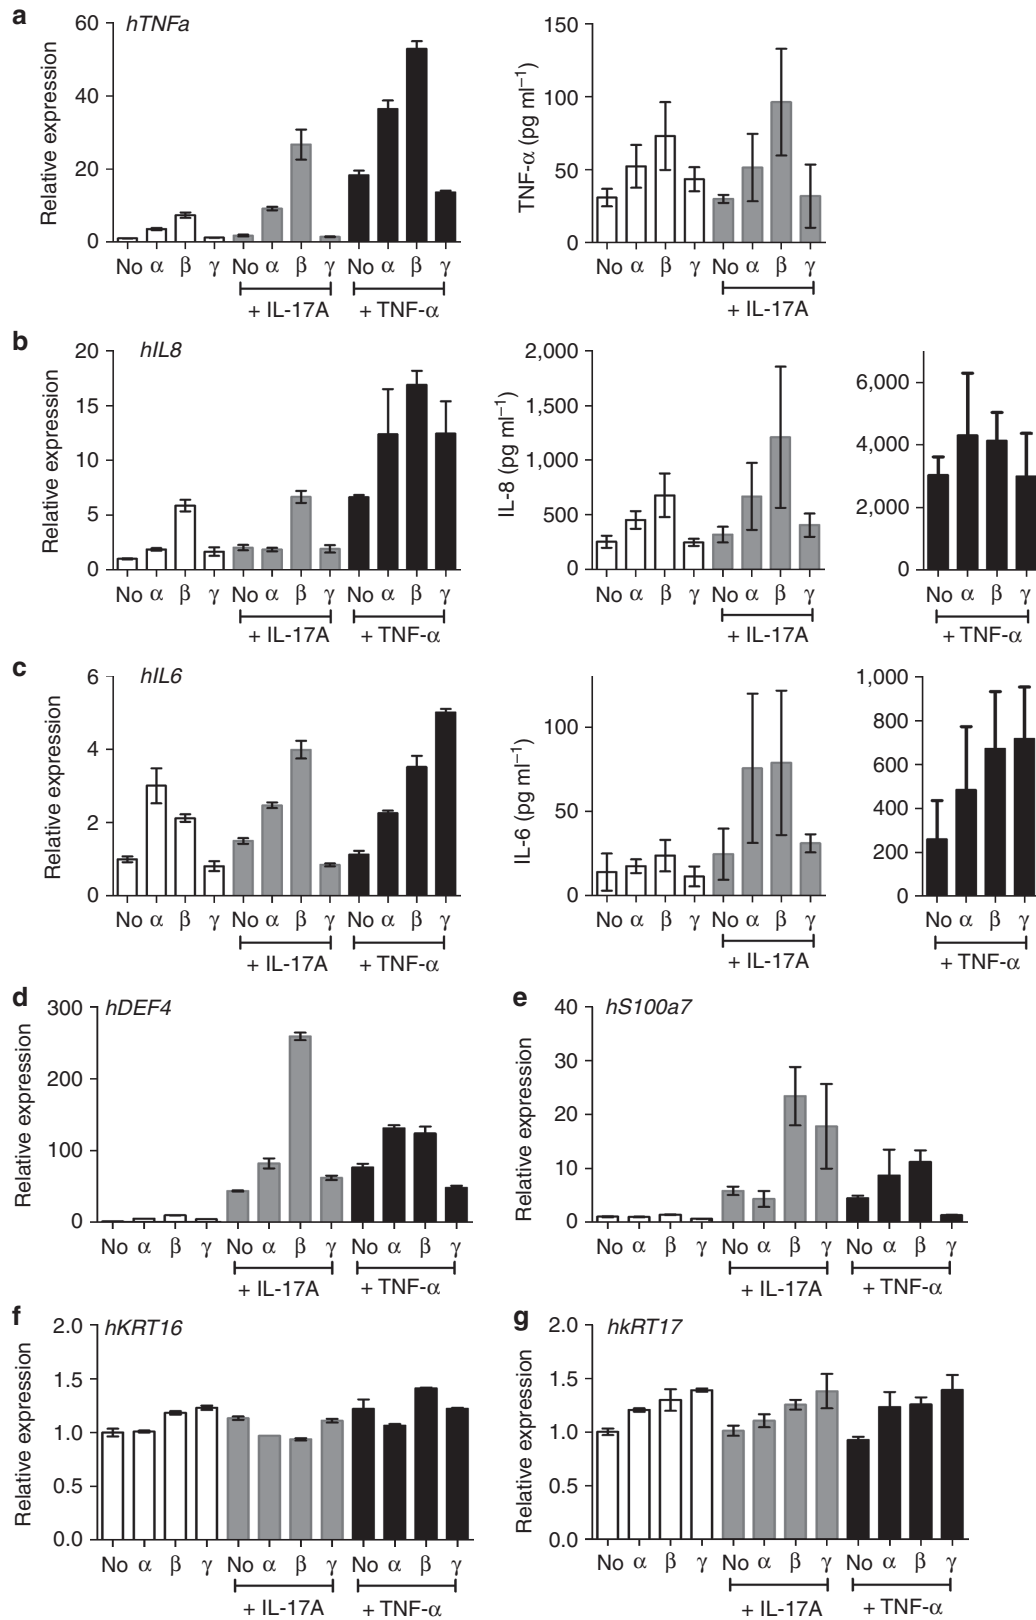 a
hTNFa
Relative expression
60
40
20
0
No α β γ No α β γ No α β γ
+ IL-17A + TNF-α
TNF-α (pg ml⁻¹)
150
100
50
0
No α β γ No α β γ
+ IL-17A
b
hIL8
Relative expression
20
15
10
5
0
No α β γ No α β γ No α β γ
+ IL-17A + TNF-α
IL-8 (pg ml⁻¹)
2,000
1,500
1,000
500
0
No α β γ No α β γ
+ IL-17A
6,000
4,000
2,000
0
No α β γ
+ TNF-α
c
hIL6
Relative expression
6
4
2
0
No α β γ No α β γ No α β γ
+ IL-17A + TNF-α
IL-6 (pg ml⁻¹)
100
50
0
No α β γ No α β γ
+ IL-17A
1,000
800
600
400
200
0
No α β γ
+ TNF-α
d
hDEF4
Relative expression
300
200
100
0
No α β γ No α β γ No α β γ
+ IL-17A + TNF-α
e
hS100a7
Relative expression
40
30
20
10
0
No α β γ No α β γ No α β γ
+ IL-17A + TNF-α
f
hKRT16
Relative expression
2.0
1.5
1.0
0.5
0.0
No α β γ No α β γ No α β γ
+ IL-17A + TNF-α
g
hkRT17
Relative expression
2.0
1.5
1.0
0.5
0.0
No α β γ No α β γ No α β γ
+ IL-17A + TNF-α